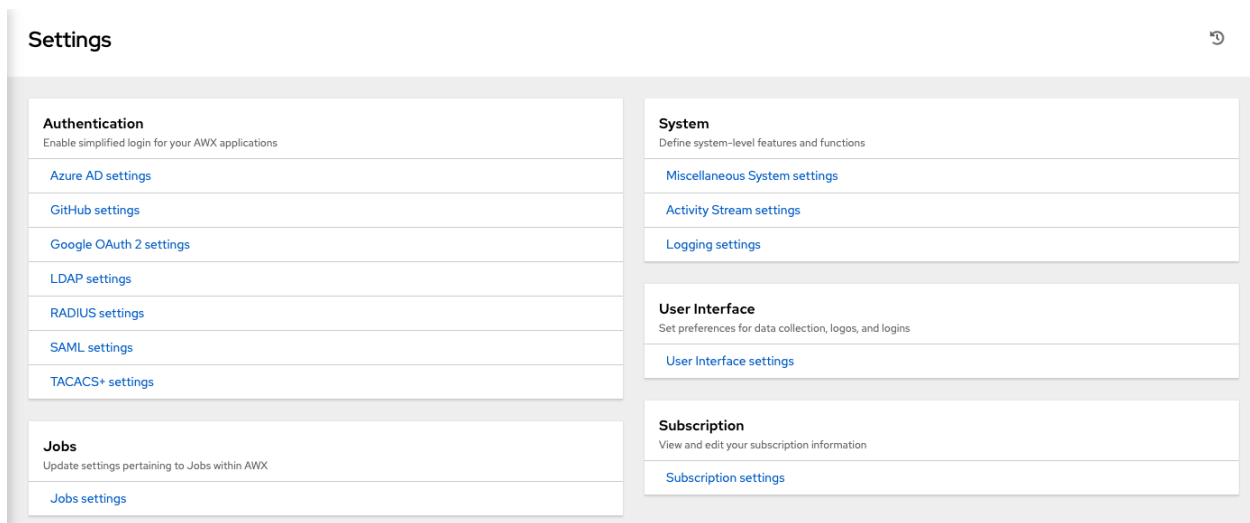 Settings
Authentication
Enable simplified login for your AWX applications
Azure AD settings
GitHub settings
Google OAuth 2 settings
LDAP settings
RADIUS settings
SAML settings
TACACS+ settings
Jobs
Update settings pertaining to Jobs within AWX
Jobs settings
System
Define system-level features and functions
Miscellaneous System settings
Activity Stream settings
Logging settings
User Interface
Set preferences for data collection, logos, and logins
User Interface settings
Subscription
View and edit your subscription information
Subscription settings